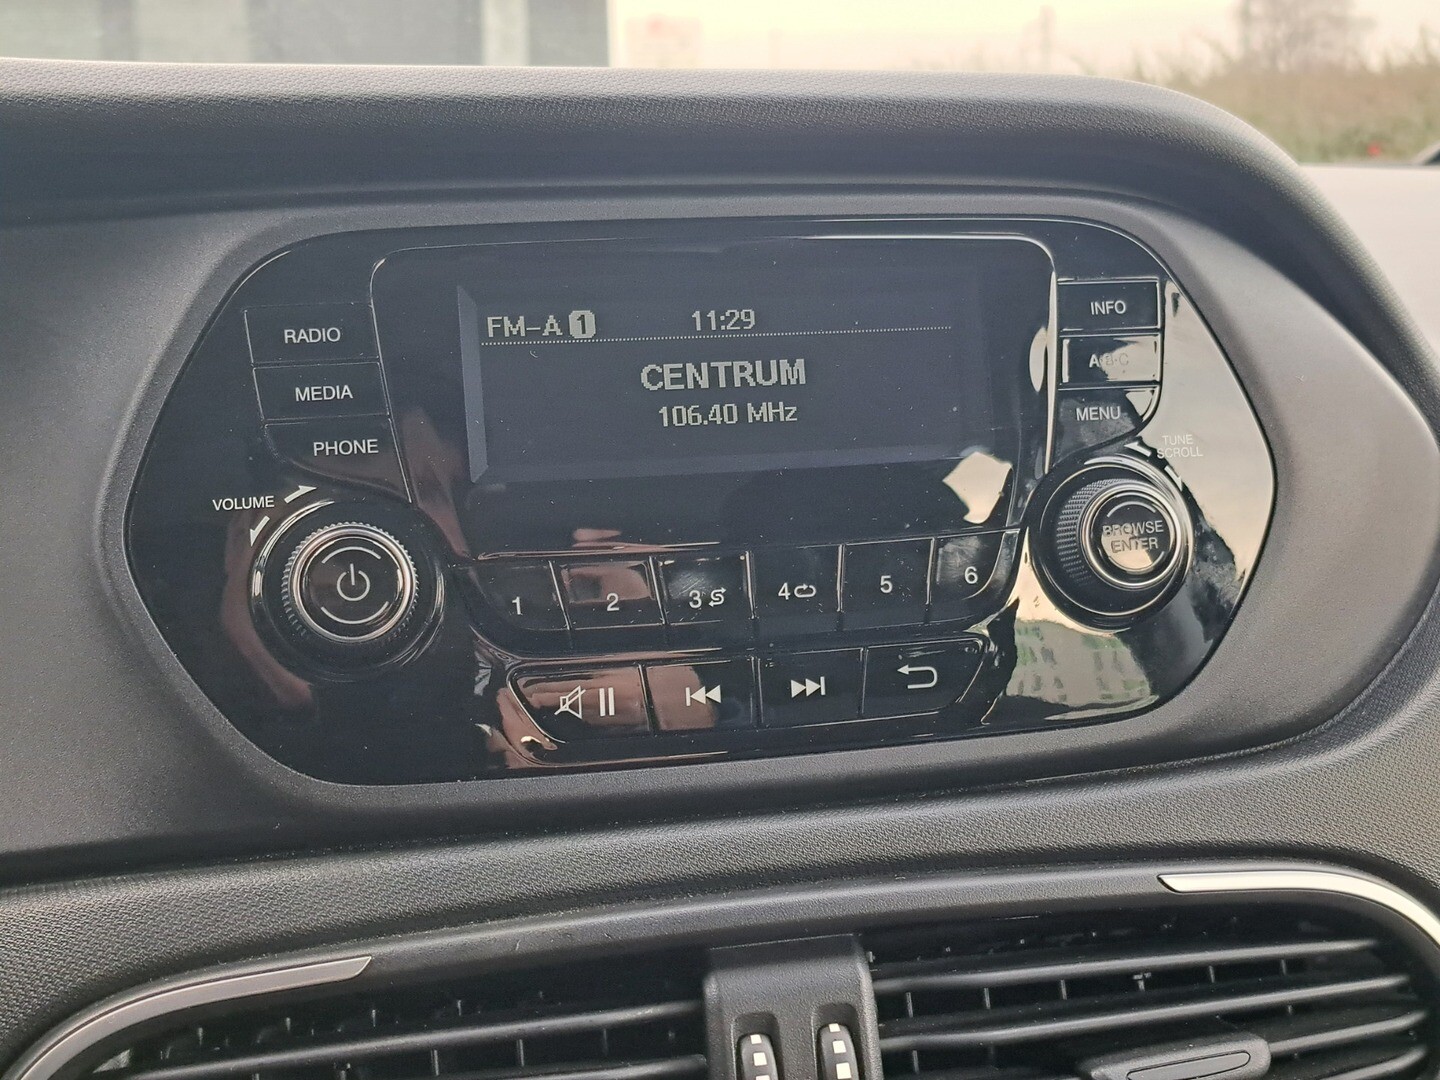 FM-A 1 11:29
CENTRUM
106.40 MHz
RADIO
MEDIA
PHONE
VOLUME
INFO
A·B·C
MENU
TUNE
SCROLL
BROWSE
ENTER
1 2 3 4 5 6